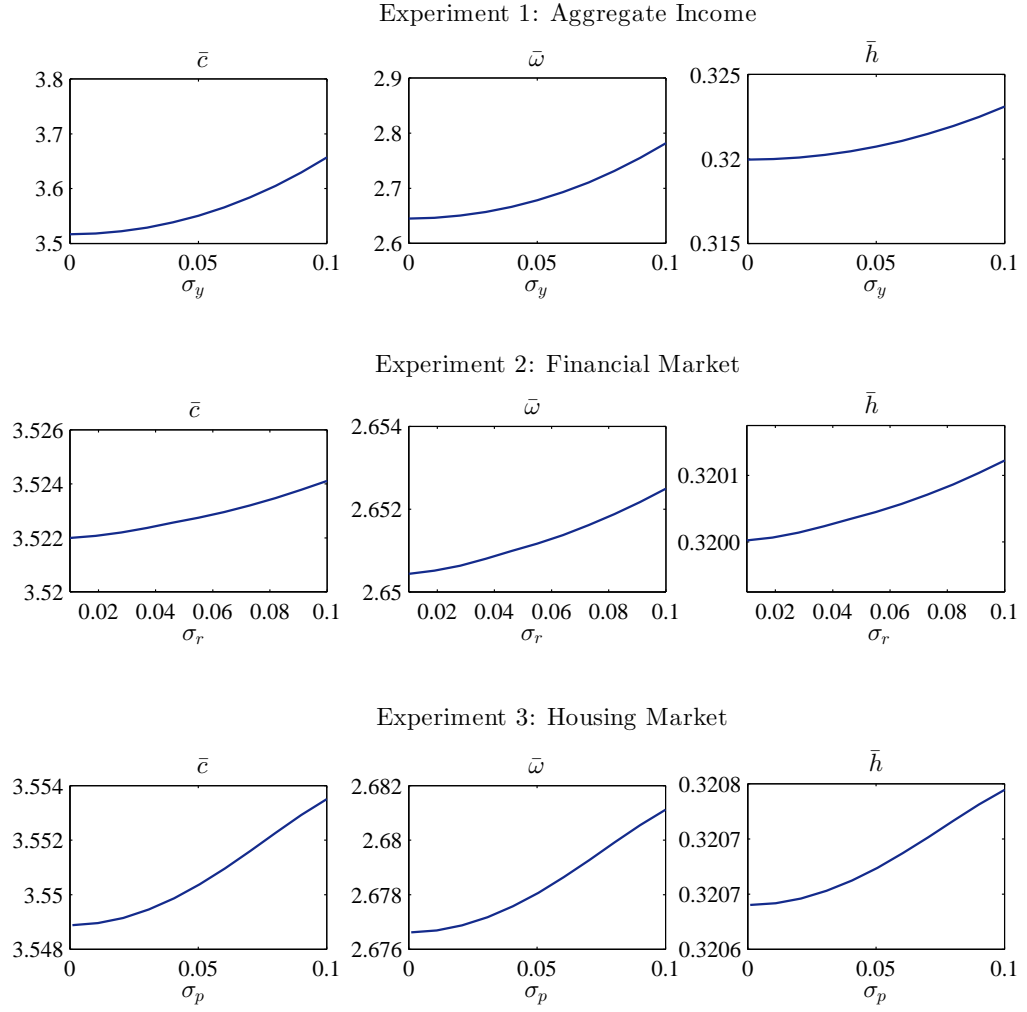 Experiment 1: Aggregate Income
c̄ ω̄ h̄
3.8 2.9 0.325
3.7 2.8
0.32
3.6 2.7
3.5 2.6 0.315
0 0.05 0.1 0 0.05 0.1 0 0.05 0.1
σy σy σy
Experiment 2: Financial Market
c̄ ω̄ h̄
3.526 2.654
3.524 2.652 0.3201
3.522 0.3200
3.52 2.65
0.02 0.04 0.06 0.08 0.1 0.02 0.04 0.06 0.08 0.1 0.02 0.04 0.06 0.08 0.1
σr σr σr
Experiment 3: Housing Market
c̄ ω̄ h̄
3.554 2.682 0.3208
3.552 2.68 0.3207
3.55 2.678 0.3207
3.548 2.676 0.3206
0 0.05 0.1 0 0.05 0.1 0 0.05 0.1
σp σp σp